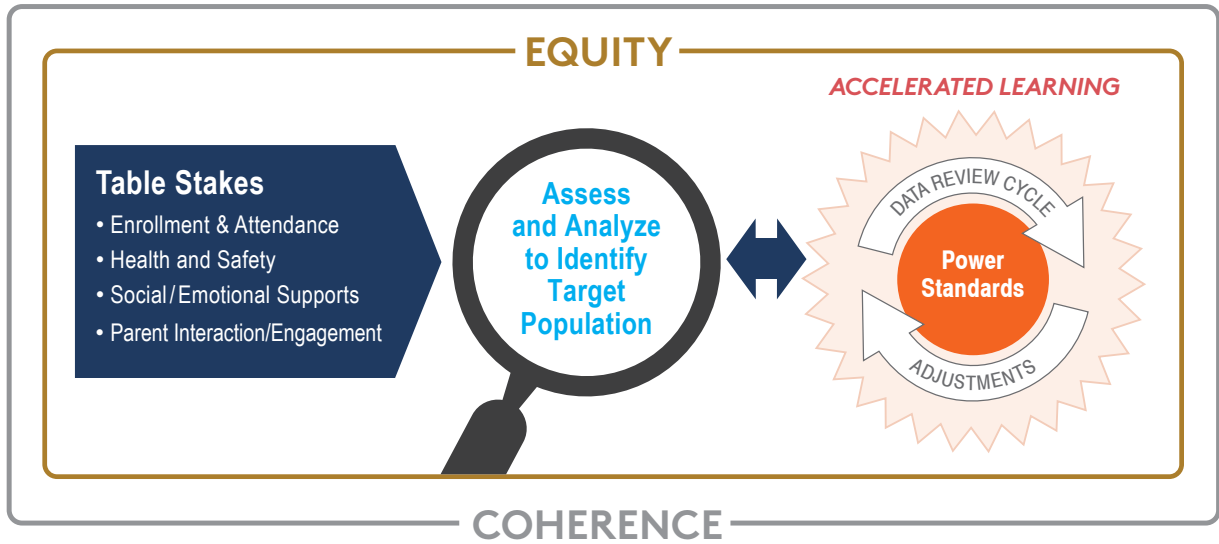 EQUITY
ACCELERATED LEARNING
Table Stakes
• Enrollment & Attendance
• Health and Safety
• Social/Emotional Supports
• Parent Interaction/Engagement
Assess
and Analyze
to Identify
Target
Population
DATA REVIEW CYCLE
Power
Standards
ADJUSTMENTS
COHERENCE